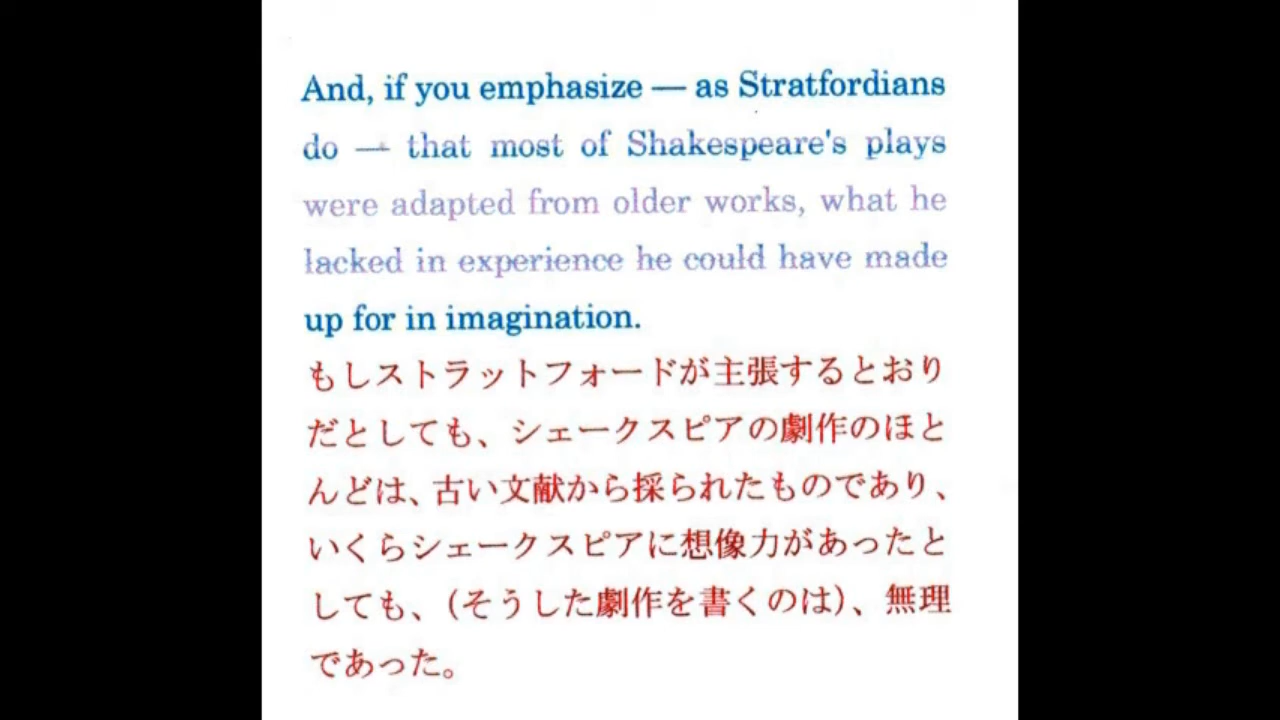 And, if you emphasize — as Stratfordians
do — that most of Shakespeare's plays
were adapted from older works, what he
lacked in experience he could have made
up for in imagination.
もしストラットフォードが主張するとおり
だとしても、シェークスピアの劇作のほと
んどは、古い文献から採られたものであり、
いくらシェークスピアに想像力があったと
しても、(そうした劇作を書くのは)、無理
であった。